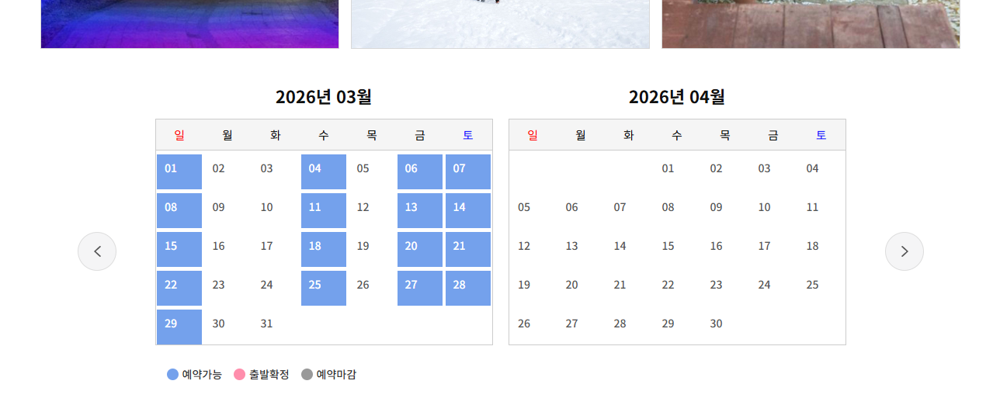 2026년 03월
일 월 화 수 목 금 토
01 02 03 04 05 06 07
08 09 10 11 12 13 14
15 16 17 18 19 20 21
22 23 24 25 26 27 28
29 30 31
2026년 04월
일 월 화 수 목 금 토
01 02 03 04
05 06 07 08 09 10 11
12 13 14 15 16 17 18
19 20 21 22 23 24 25
26 27 28 29 30
예약가능 출발확정 예약마감